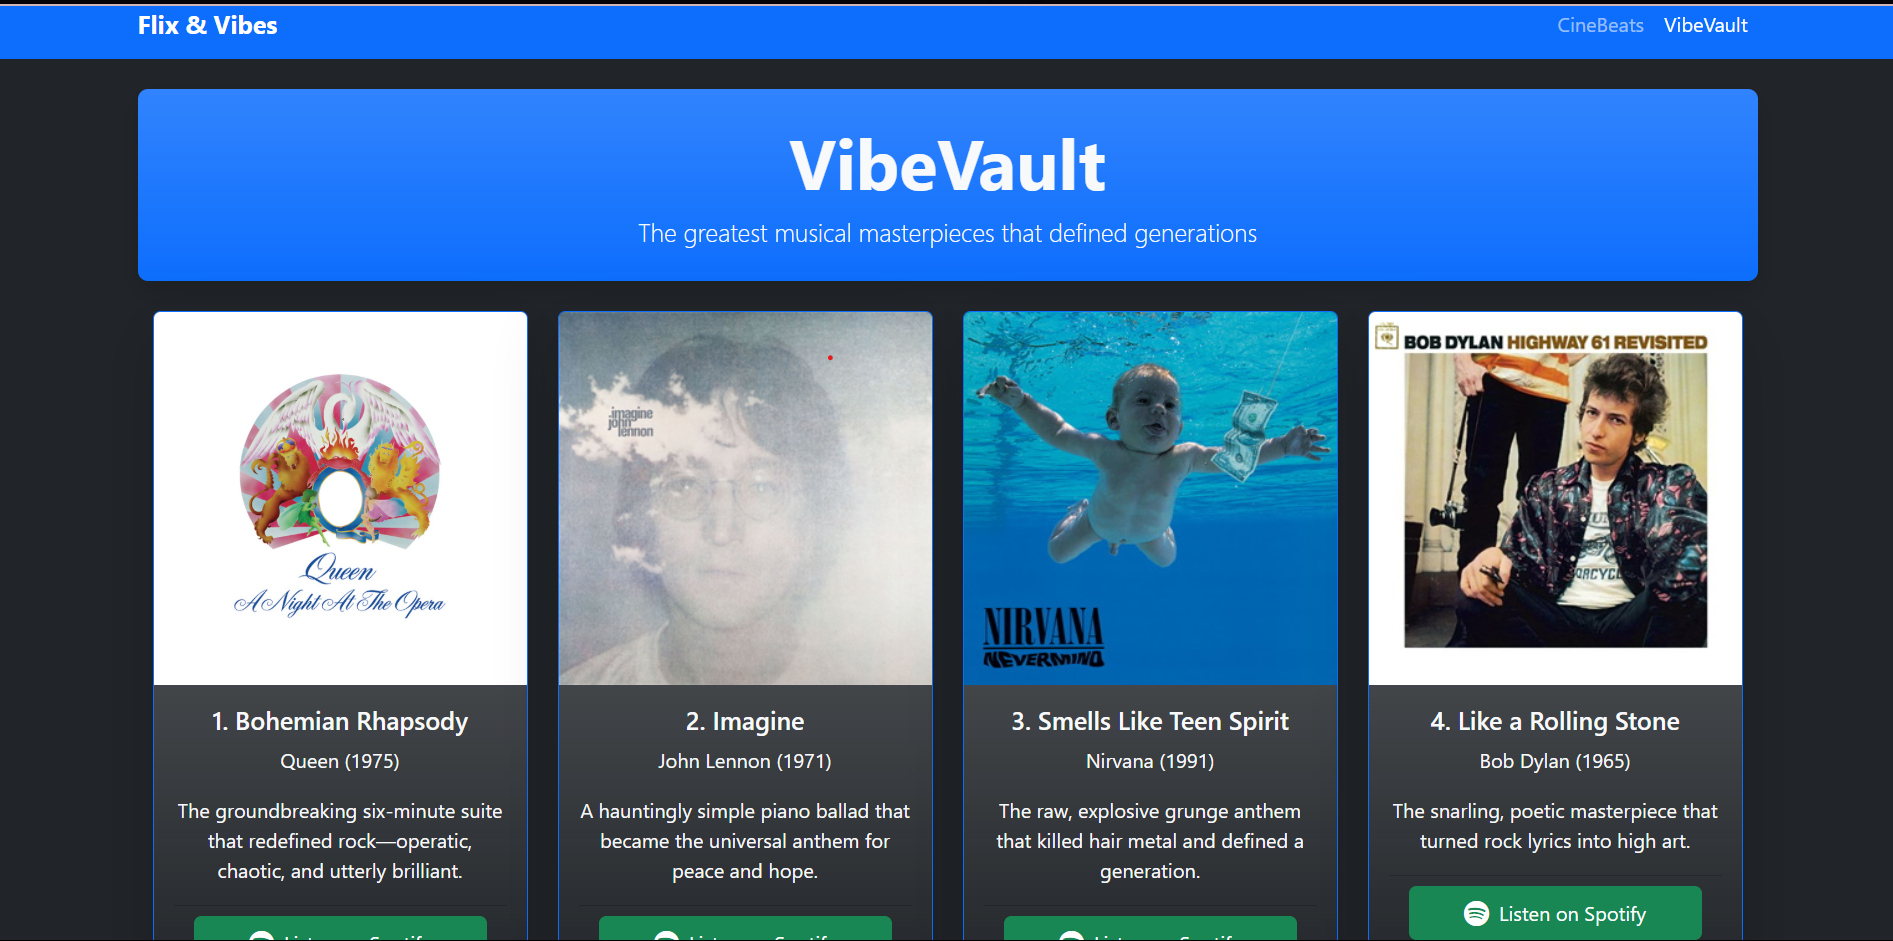 Flix & Vibes
CineBeats VibeVault
VibeVault
The greatest musical masterpieces that defined generations
Queen
A Night At The Opera
imagine
john
lennon
NIRVANA
NEVERMIND
BOB DYLAN HIGHWAY 61 REVISITED
1. Bohemian Rhapsody
Queen (1975)
The groundbreaking six-minute suite
that redefined rock—operatic,
chaotic, and utterly brilliant.
2. Imagine
John Lennon (1971)
A hauntingly simple piano ballad that
became the universal anthem for
peace and hope.
3. Smells Like Teen Spirit
Nirvana (1991)
The raw, explosive grunge anthem
that killed hair metal and defined a
generation.
4. Like a Rolling Stone
Bob Dylan (1965)
The snarling, poetic masterpiece that
turned rock lyrics into high art.
Listen on Spotify